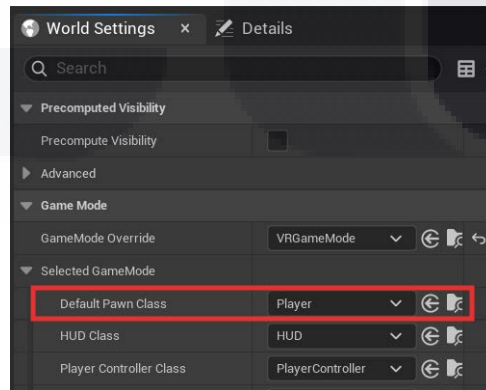 World Settings × Details
Search
Precomputed Visibility
Precompute Visibility
Advanced
Game Mode
GameMode Override VRGameMode
Selected GameMode
Default Pawn Class Player
HUD Class HUD
Player Controller Class PlayerController